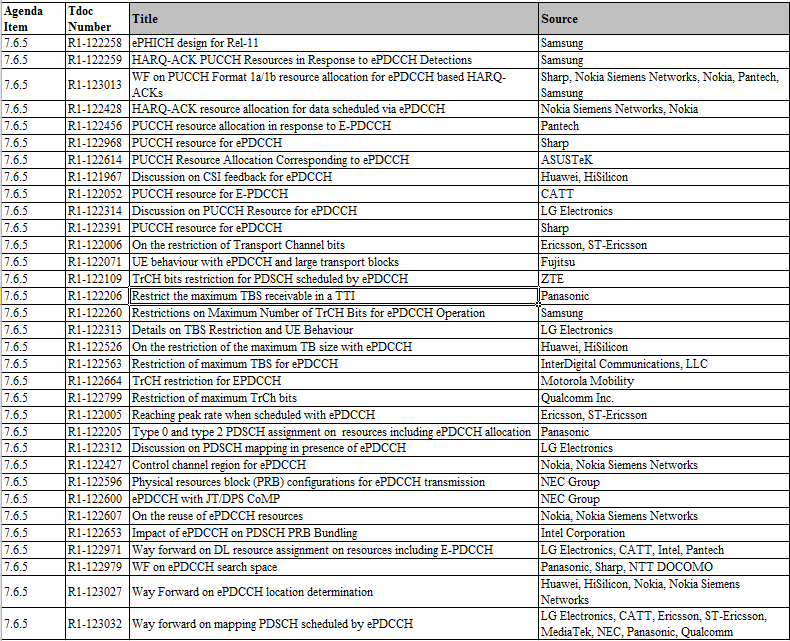 Agenda Item Tdoc Number Title Source
7.6.5 R1-122258 ePHICH design for Rel-11 Samsung
7.6.5 R1-122259 HARQ-ACK PUCCH Resources in Response to ePDCCH Detections Samsung
7.6.5 R1-123013 WF on PUCCH Format 1a/1b resource allocation for ePDCCH based HARQ-ACKs Sharp, Nokia Siemens Networks, Nokia, Pantech, Samsung
7.6.5 R1-122428 HARQ-ACK resource allocation for data scheduled via ePDCCH Nokia Siemens Networks, Nokia
7.6.5 R1-122456 PUCCH resource allocation in response to E-PDCCH Pantech
7.6.5 R1-122968 PUCCH resource for ePDCCH Sharp
7.6.5 R1-122614 PUCCH Resource Allocation Corresponding to ePDCCH ASUSTeK
7.6.5 R1-121967 Discussion on CSI feedback for ePDCCH Huawei, HiSilicon
7.6.5 R1-122052 PUCCH resource for E-PDCCH CATT
7.6.5 R1-122314 Discussion on PUCCH Resource for ePDCCH LG Electronics
7.6.5 R1-122391 PUCCH resource for ePDCCH Sharp
7.6.5 R1-122006 On the restriction of Transport Channel bits Ericsson, ST-Ericsson
7.6.5 R1-122071 UE behaviour with ePDCCH and large transport blocks Fujitsu
7.6.5 R1-122109 TrCH bits restriction for PDSCH scheduled by ePDCCH ZTE
7.6.5 R1-122206 Restrict the maximum TBS receivable in a TTI Panasonic
7.6.5 R1-122260 Restrictions on Maximum Number of TrCH Bits for ePDCCH Operation Samsung
7.6.5 R1-122313 Details on TBS Restriction and UE Behaviour LG Electronics
7.6.5 R1-122526 On the restriction of the maximum TB size with ePDCCH Huawei, HiSilicon
7.6.5 R1-122563 Restriction of maximum TBS for ePDCCH InterDigital Communications, LLC
7.6.5 R1-122664 TrCH restriction for EPDCCH Motorola Mobility
7.6.5 R1-122799 Restriction of maximum TrCh bits Qualcomm Inc.
7.6.5 R1-122005 Reaching peak rate when scheduled with ePDCCH Ericsson, ST-Ericsson
7.6.5 R1-122205 Type 0 and type 2 PDSCH assignment on resources including ePDCCH allocation Panasonic
7.6.5 R1-122312 Discussion on PDSCH mapping in presence of ePDCCH LG Electronics
7.6.5 R1-122427 Control channel region for ePDCCH Nokia, Nokia Siemens Networks
7.6.5 R1-122596 Physical resources block (PRB) configurations for ePDCCH transmission NEC Group
7.6.5 R1-122600 ePDCCH with JT/DPS CoMP NEC Group
7.6.5 R1-122607 On the reuse of ePDCCH resources Nokia, Nokia Siemens Networks
7.6.5 R1-122653 Impact of ePDCCH on PDSCH PRB Bundling Intel Corporation
7.6.5 R1-122971 Way forward on DL resource assignment on resources including E-PDCCH LG Electronics, CATT, Intel, Pantech
7.6.5 R1-122979 WF on ePDCCH search space Panasonic, Sharp, NTT DOCOMO
7.6.5 R1-123027 Way Forward on ePDCCH location determination Huawei, HiSilicon, Nokia, Nokia Siemens Networks
7.6.5 R1-123032 Way forward on mapping PDSCH scheduled by ePDCCH LG Electronics, CATT, Ericsson, ST-Ericsson, MediaTek, NEC, Panasonic, Qualcomm